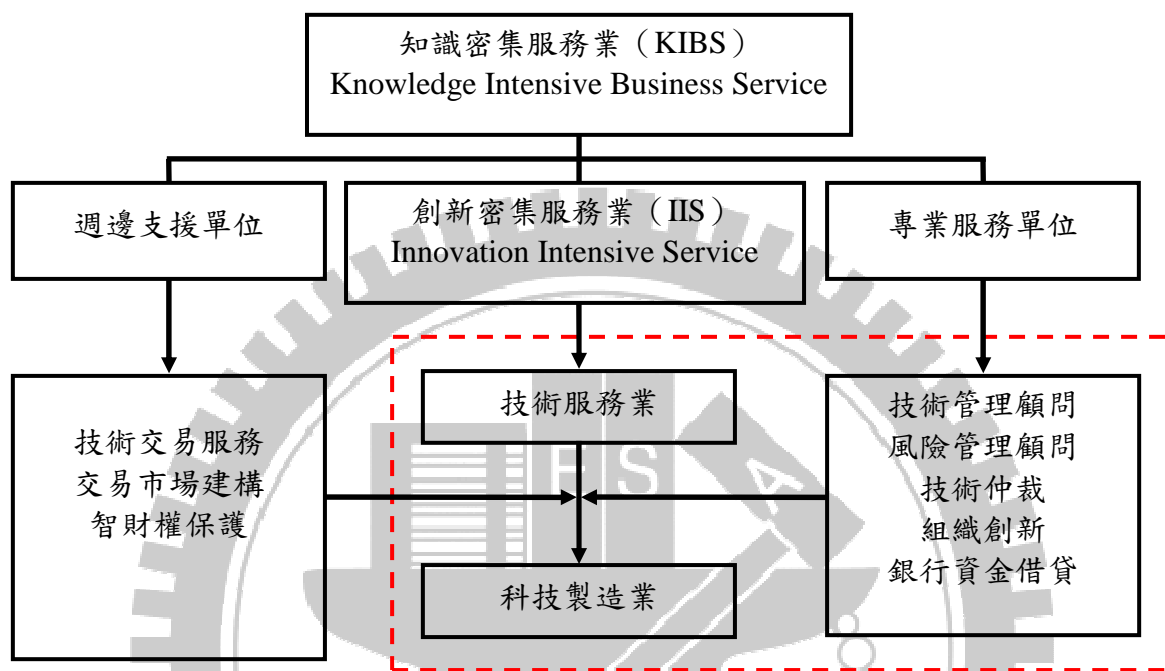 知識密集服務業（KIBS）
Knowledge Intensive Business Service
週邊支援單位
創新密集服務業（IIS）
Innovation Intensive Service
專業服務單位
技術交易服務
交易市場建構
智財權保護
技術服務業
E S
A
科技製造業
技術管理顧問
風險管理顧問
技術仲裁
組織創新
銀行資金借貸
8